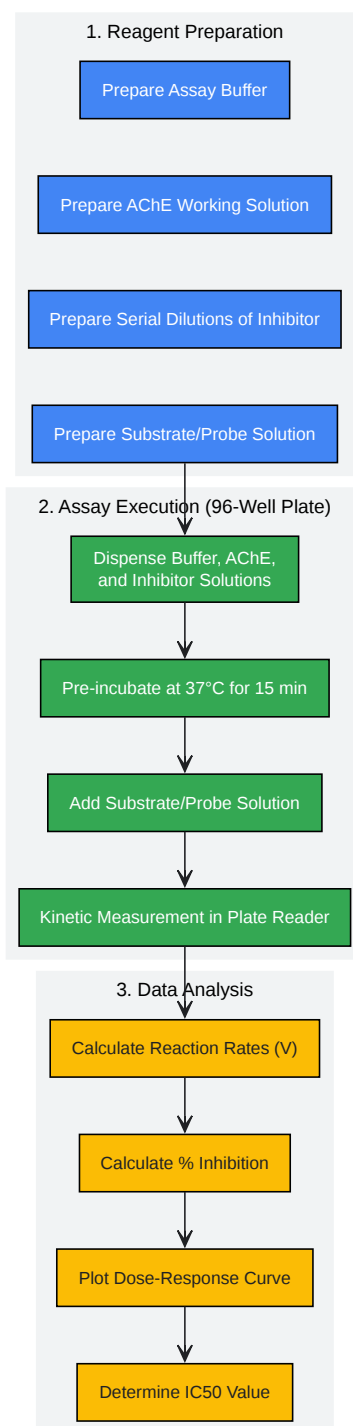 1. Reagent Preparation
Prepare Assay Buffer
Prepare AChE Working Solution
Prepare Serial Dilutions of Inhibitor
Prepare Substrate/Probe Solution
2. Assay Execution (96-Well Plate)
Dispense Buffer, AChE,
and Inhibitor Solutions
Pre-incubate at 37°C for 15 min
Add Substrate/Probe Solution
Kinetic Measurement in Plate Reader
3. Data Analysis
Calculate Reaction Rates (V)
Calculate % Inhibition
Plot Dose-Response Curve
Determine IC50 Value